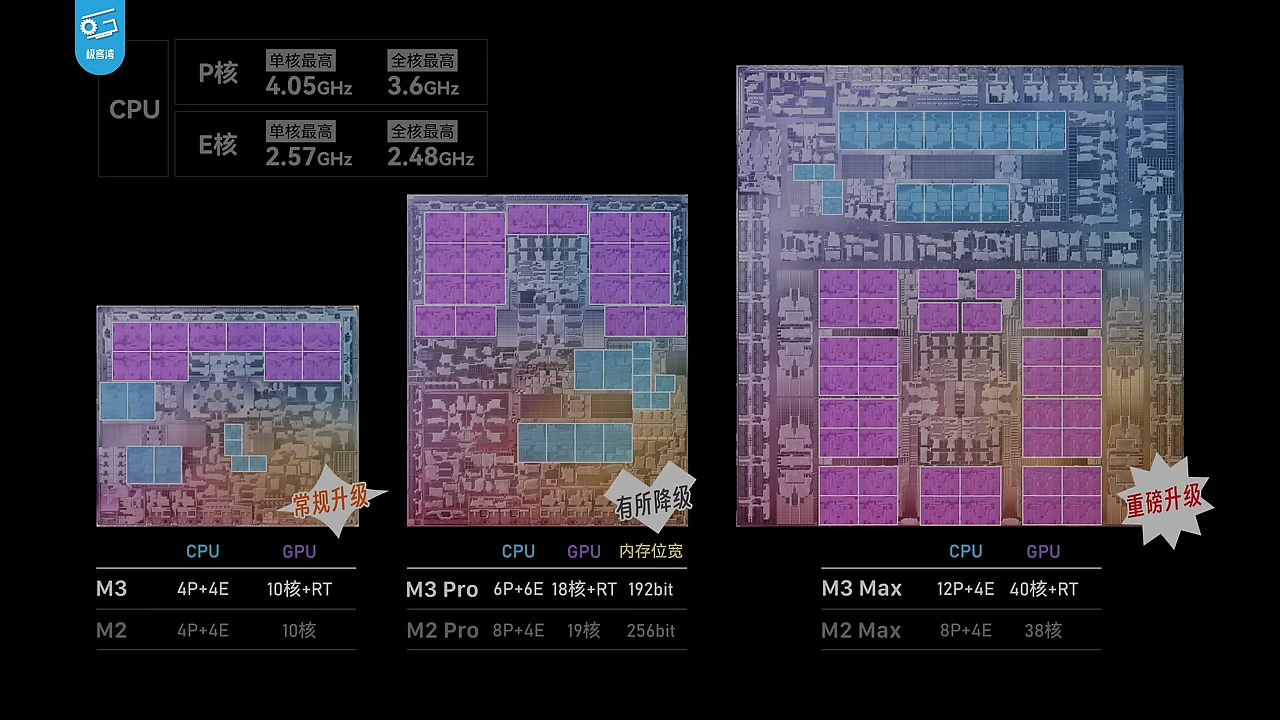 极客湾
CPU
P核 单核最高 全核最高
4.05GHz 3.6GHz
E核 单核最高 全核最高
2.57GHz 2.48GHz
常规升级
有所降级
重磅升级
CPU GPU
M3 4P+4E 10核+RT
M2 4P+4E 10核
CPU GPU 内存位宽
M3 Pro 6P+6E 18核+RT 192bit
M2 Pro 8P+4E 19核 256bit
CPU GPU
M3 Max 12P+4E 40核+RT
M2 Max 8P+4E 38核